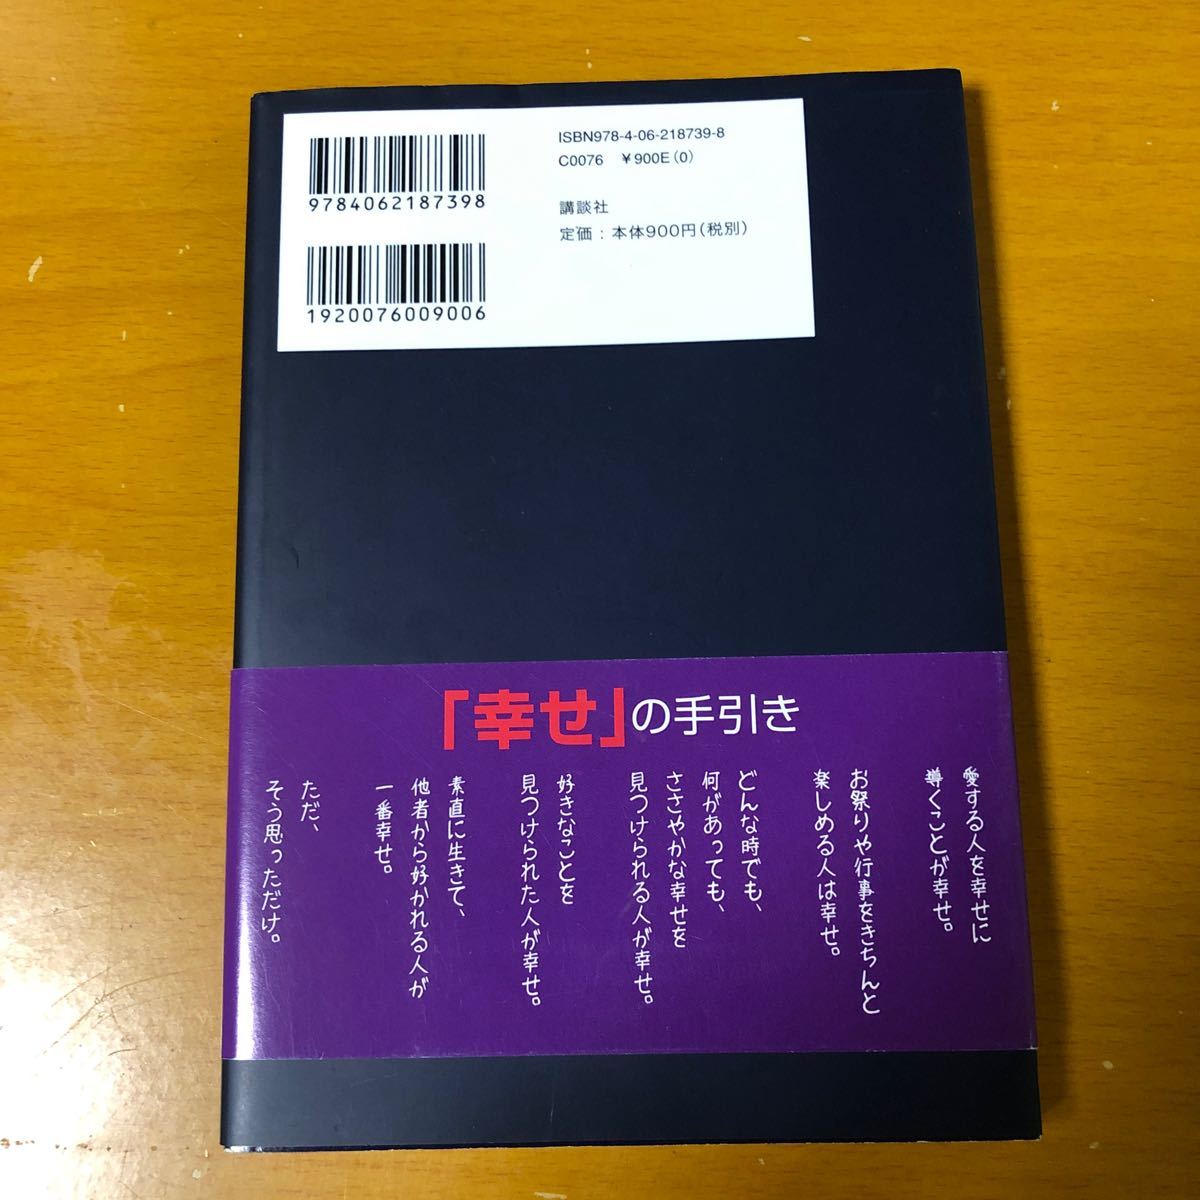 ISBN978-4-06-218739-8
C0076 ￥900E(0)
9784062187398
講談社
定価：本体900円(税別)
1920076009006
「幸せ」の手引き
愛する人を幸せに
導くことが幸せ。
お祭りや行事をきちんと
楽しめる人は幸せ。
どんな時でも、
何があっても、
ささやかな幸せを
見つけられる人が幸せ。
好きなことを
見つけられた人が幸せ。
素直に生きて、
他者から好かれる人が
一番幸せ。
ただ、
そう思っただけ。